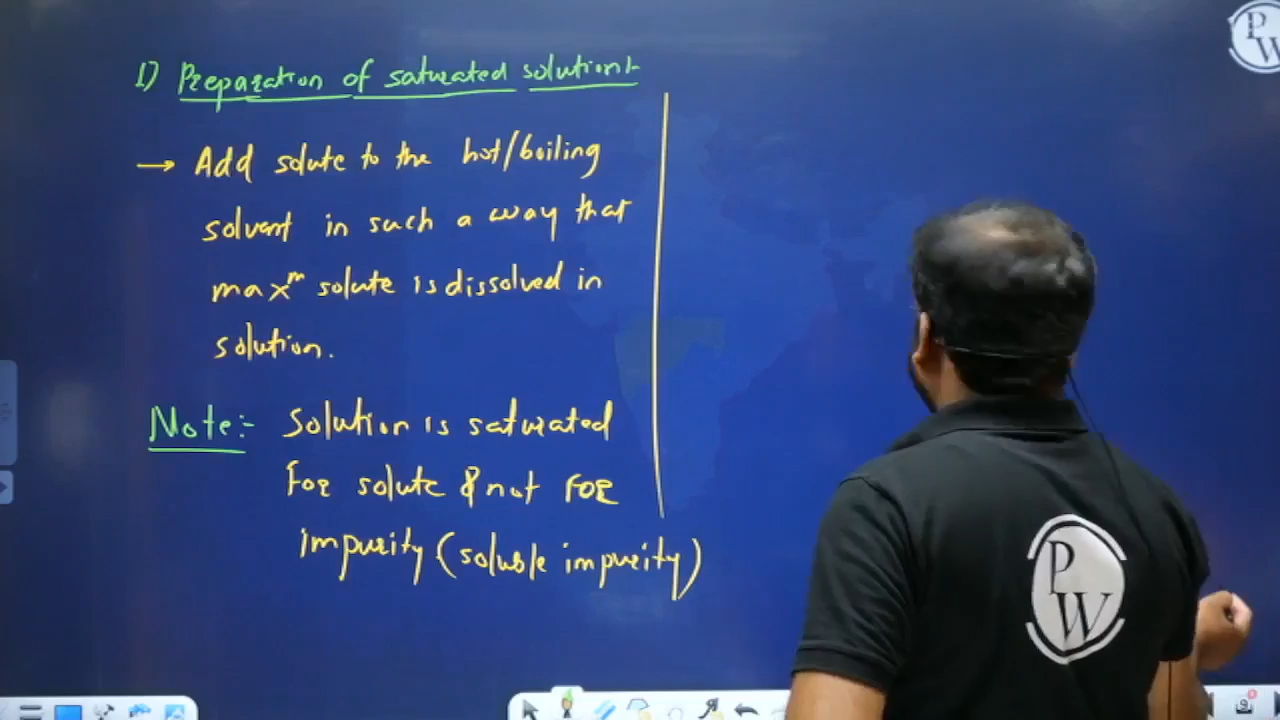 1) Preparation of saturated solution:-
→ Add solute to the hot/boiling
solvent in such a way that
maxᵐ solute is dissolved in
solution.
Note:- Solution is saturated
For solute & not FOR
impurity (soluble impurity)
P
W
P
W